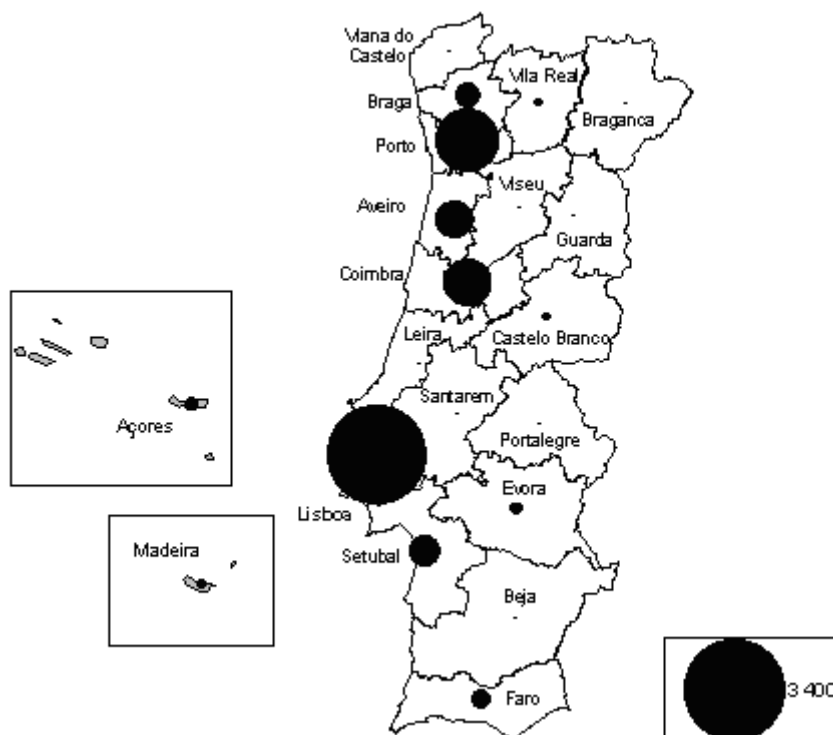 Viana do
Castelo
Vila Real
Braga
Braganca
Porto
Viseu
Aveiro
Guarda
Coimbra
Leira
Castelo Branco
Santarem
Açores
Portalegre
Evora
Lisboa
Madeira
Setubal
Beja
Faro
3 400